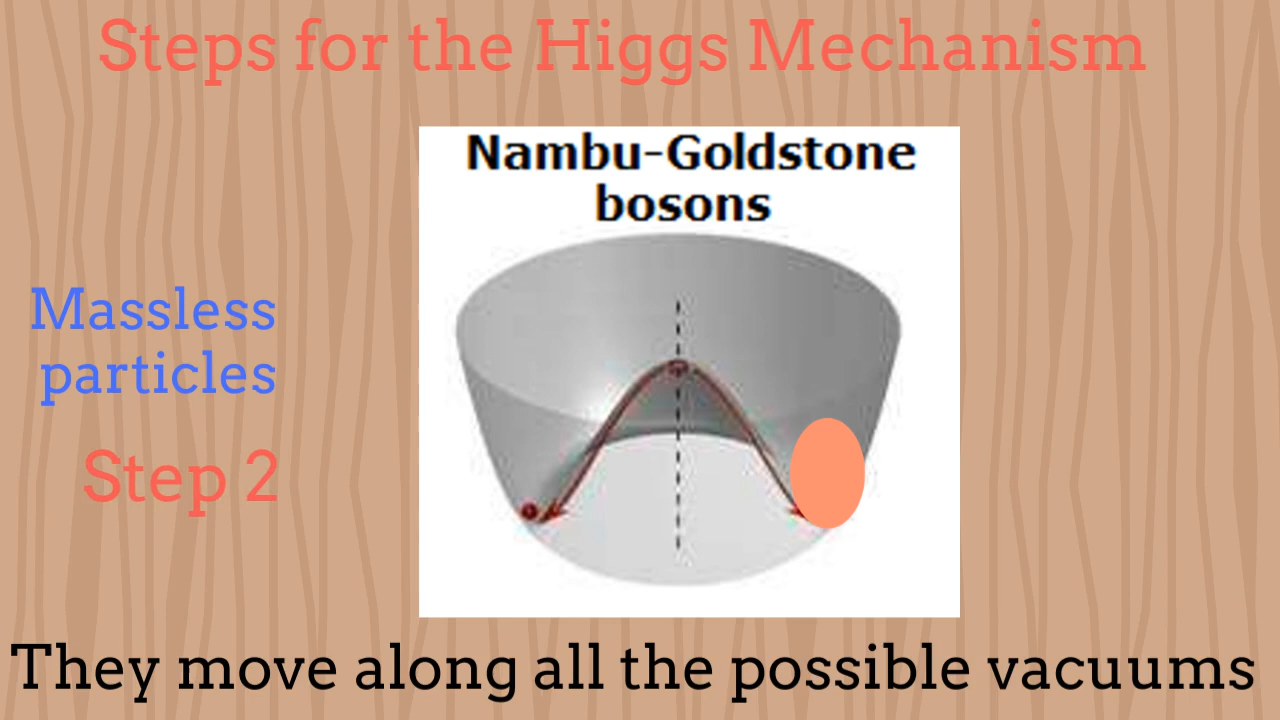 Steps for the Higgs Mechanism
Nambu-Goldstone
bosons
Massless
particles
Step 2
They move along all the possible vacuums